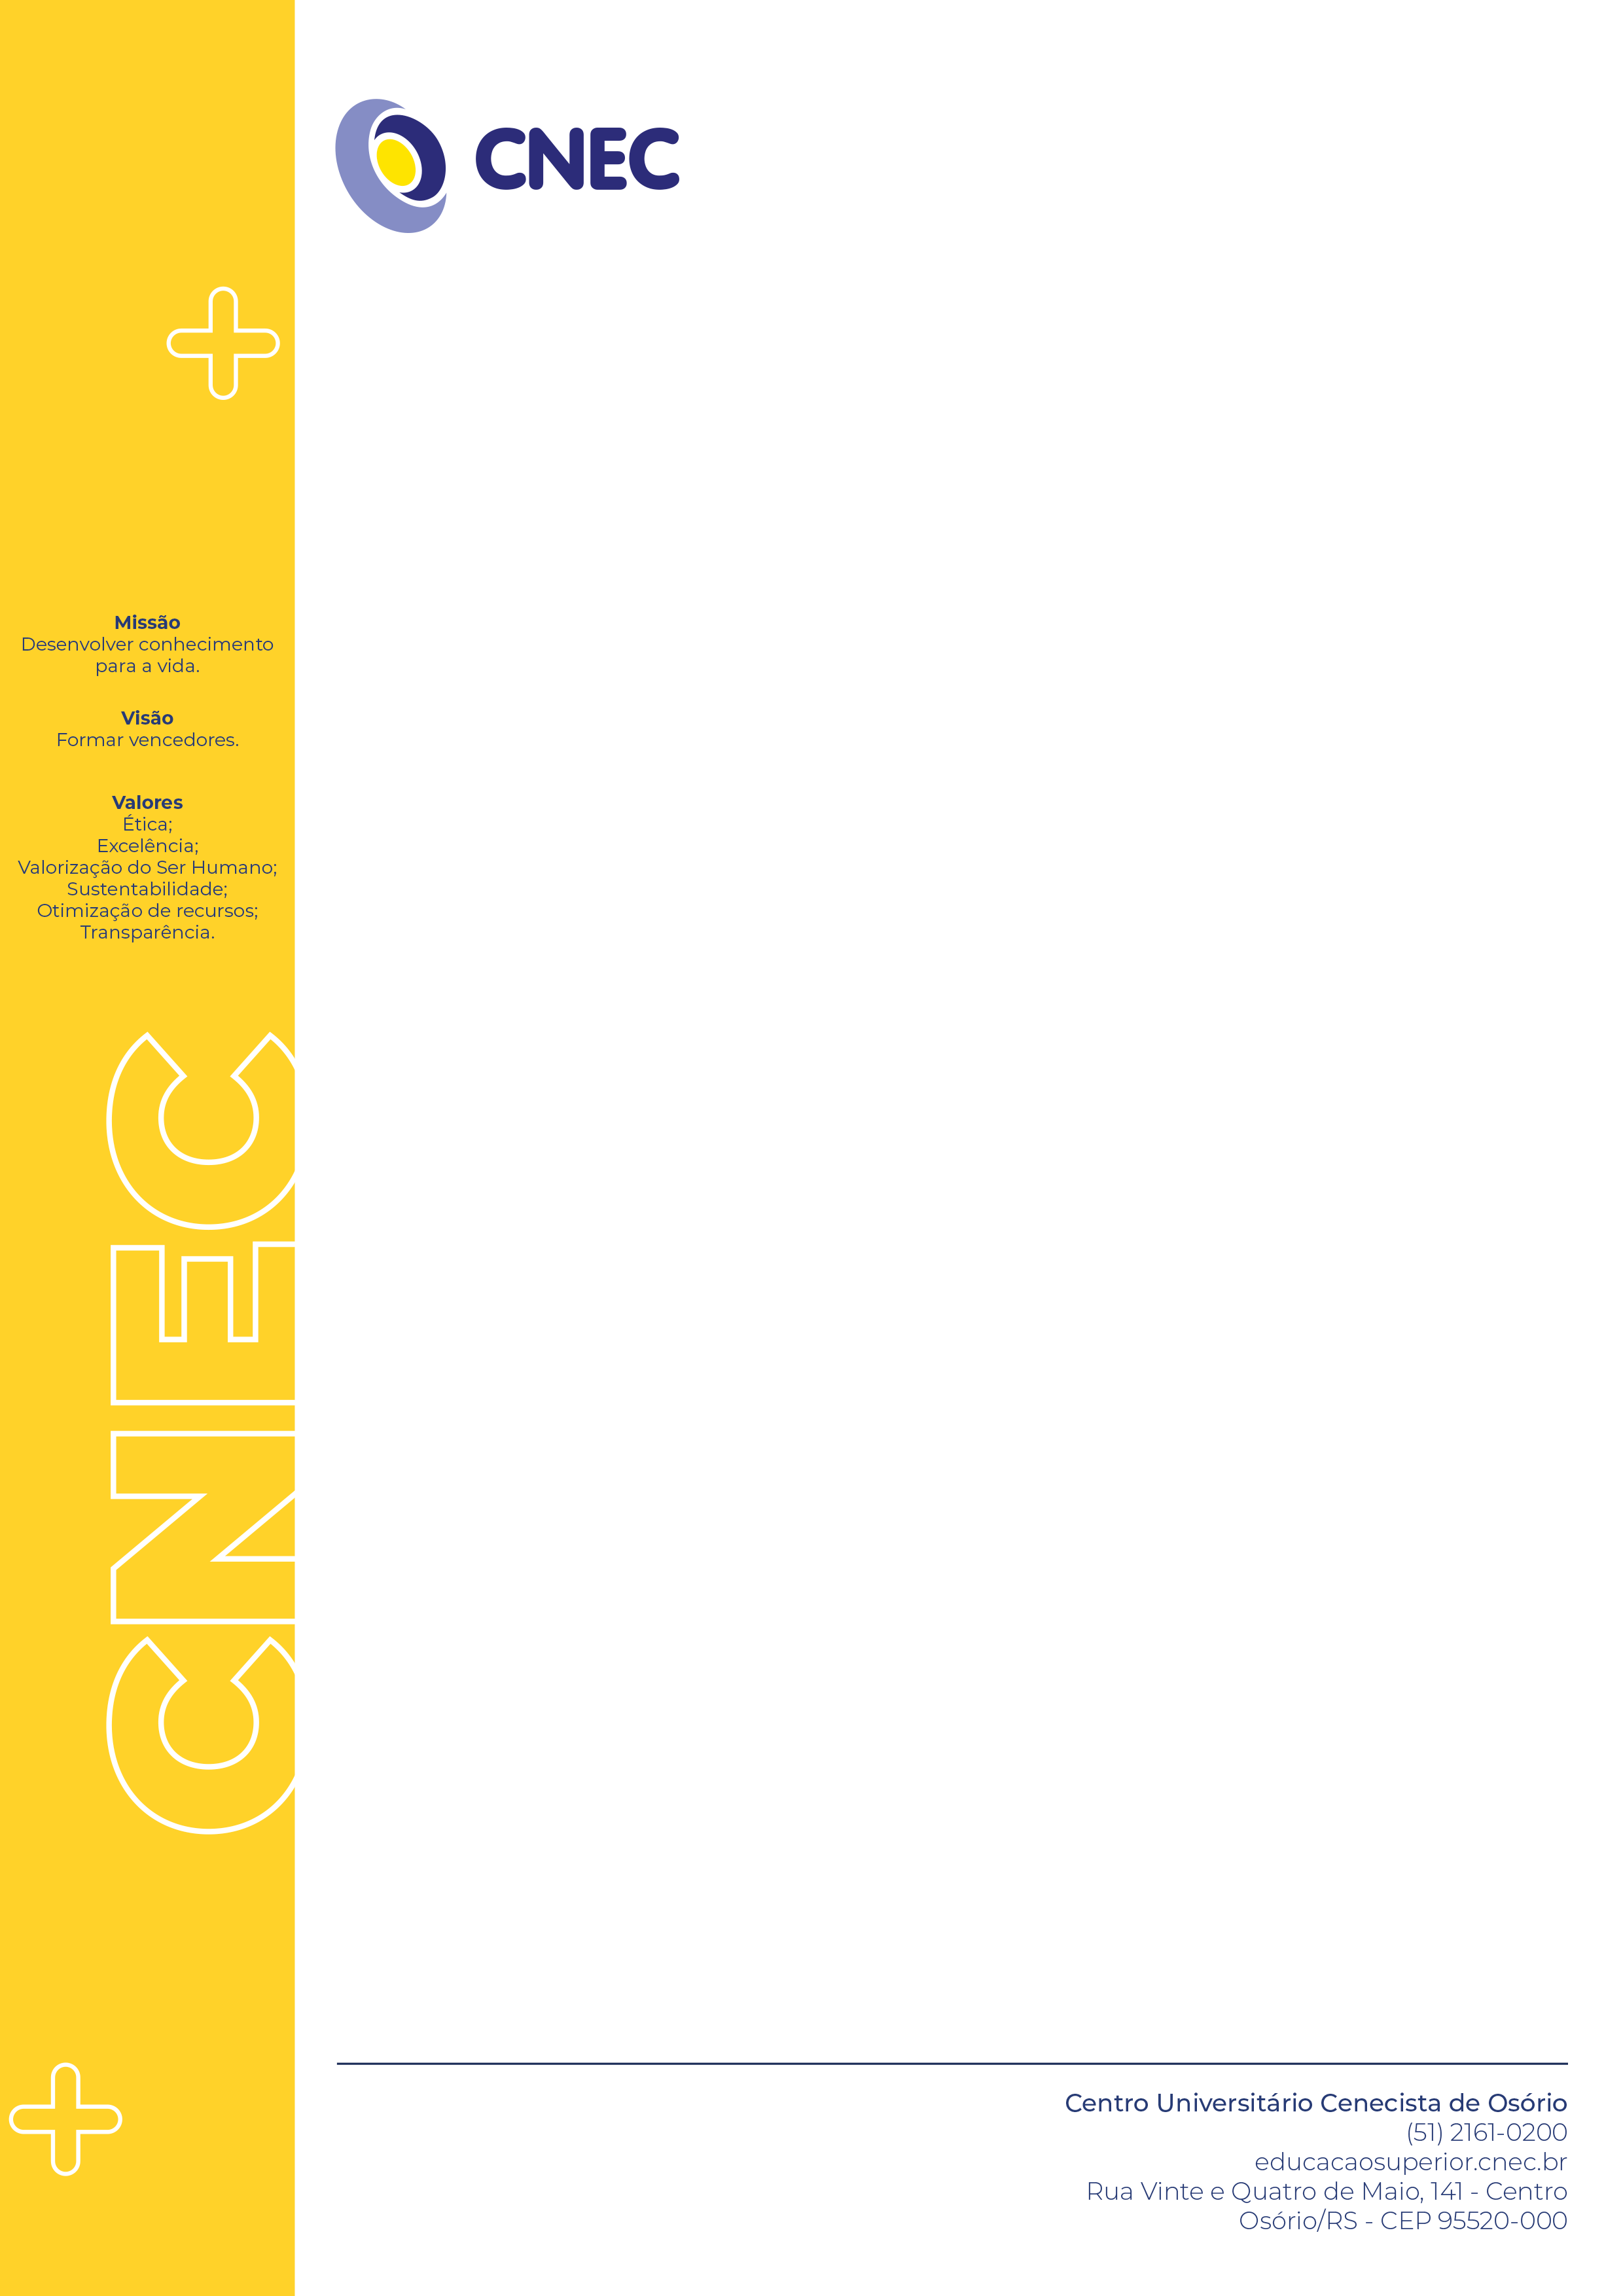 CNEC
Missão
Desenvolver conhecimento
para a vida.
Visão
Formar vencedores.
Valores
Ética;
Excelência;
Valorização do Ser Humano;
Sustentabilidade;
Otimização de recursos;
Transparência.
CNEC
Centro Universitário Cenecista de Osório
(51) 2161-0200
educacaosuperior.cnec.br
Rua Vinte e Quatro de Maio, 141 - Centro
Osório/RS - CEP 95520-000